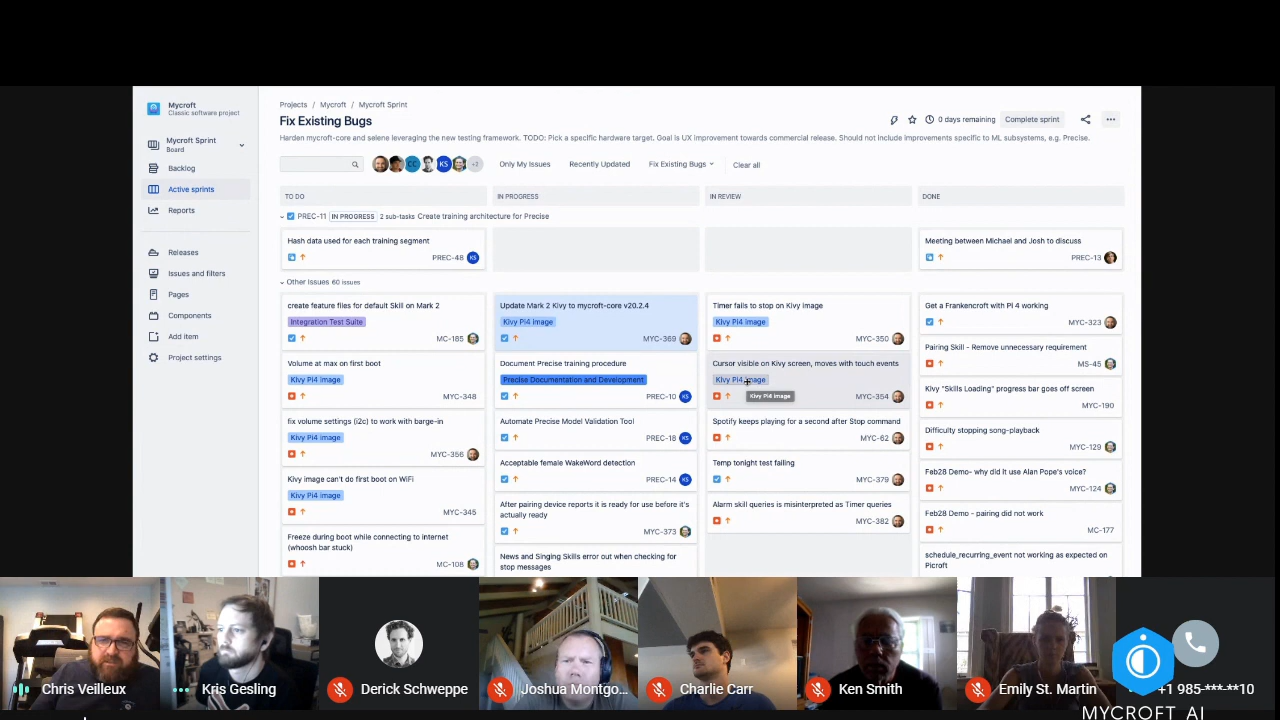 Mycroft
Classic software project
Mycroft Sprint
Board
Backlog
Active sprints
Reports
Releases
Issues and filters
Pages
Components
Add item
Project settings
Projects / Mycroft / Mycroft Sprint
Fix Existing Bugs
0 days remaining
Complete sprint
Harden mycroft-core and selene leveraging the new testing framework. TODO: Pick a specific hardware target. Goal is UX improvement towards commercial release. Should not include improvements specific to ML subsystems, e.g. Precise.
CC
KS
+2
Only My Issues
Recently Updated
Fix Existing Bugs
Clear all
TO DO
IN PROGRESS
IN REVIEW
DONE
PREC-11 IN PROGRESS 2 sub-tasks Create training architecture for Precise
Hash data used for each training segment
PREC-48 KS
Meeting between Michael and Josh to discuss
PREC-13
Other Issues 60 issues
create feature files for default Skill on Mark 2
Integration Test Suite
MC-185
Volume at max on first boot
Kivy Pi4 image
MYC-348
fix volume settings (i2c) to work with barge-in
Kivy Pi4 image
MYC-356
Kivy image can't do first boot on WiFi
Kivy Pi4 image
MYC-345
Freeze during boot while connecting to internet
(whoosh bar stuck)
MC-108
Update Mark 2 Kivy to mycroft-core v20.2.4
Kivy Pi4 image
MYC-369
Document Precise training procedure
Precise Documentation and Development
PREC-10 KS
Automate Precise Model Validation Tool
PREC-18 KS
Acceptable female WakeWord detection
PREC-14 KS
After pairing device reports it is ready for use before it's
actually ready
MYC-373
News and Singing Skills error out when checking for
stop messages
Timer fails to stop on Kivy image
Kivy Pi4 image
MYC-350
Cursor visible on Kivy screen, moves with touch events
Kivy Pi4 image
Kivy Pi4 image
MYC-354
Spotify keeps playing for a second after Stop command
MYC-62
Temp tonight test failing
MYC-379
Alarm skill queries is misinterpreted as Timer queries
MYC-382
Get a Frankencroft with Pi 4 working
MYC-323
Pairing Skill - Remove unnecessary requirement
MS-45
Kivy "Skills Loading" progress bar goes off screen
MYC-190
Difficulty stopping song-playback
MYC-129
Feb28 Demo- why did it use Alan Pope's voice?
MYC-124
Feb28 Demo - pairing did not work
MC-177
schedule_recurring_event not working as expected on
Picroft
Chris Veilleux
Kris Gesling
Derick Schweppe
Joshua Montgo...
Charlie Carr
Ken Smith
Emily St. Martin
+1 985-***-**10
MYCROFT AI